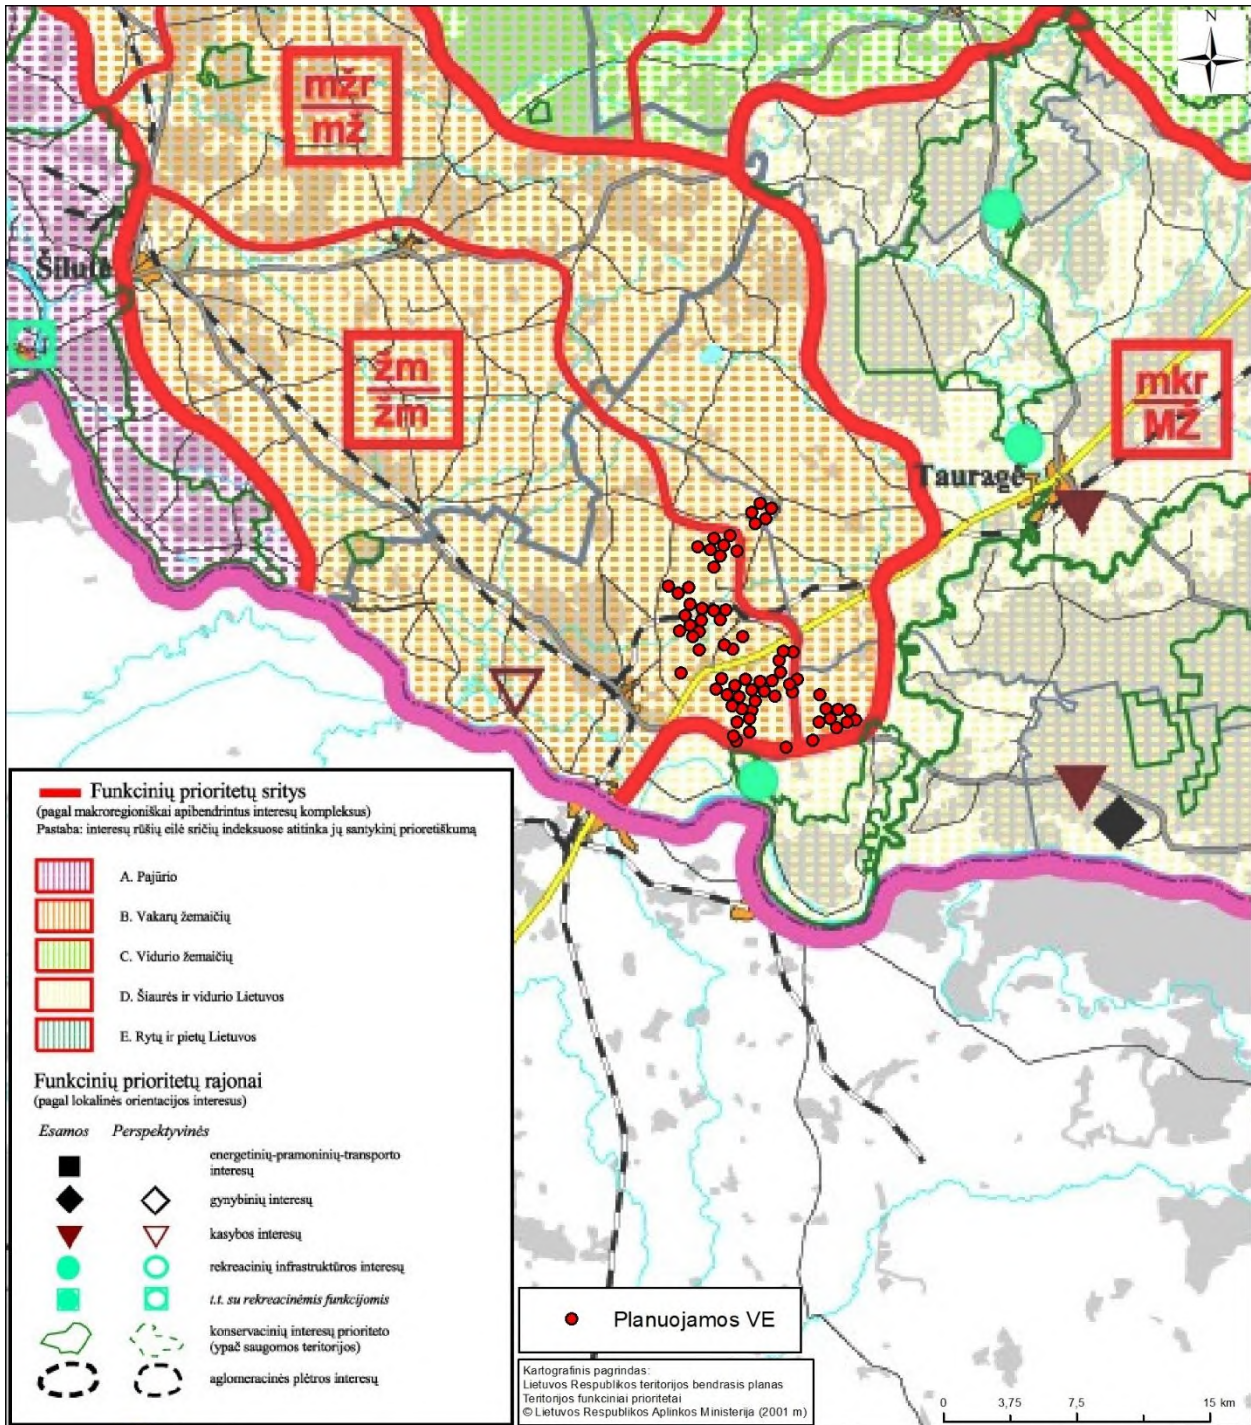 N
mžr
mž
Šilutė
žm
žm
mkr
MŽ
Tauragė
Funkcinių prioritetų sritys
(pagal makroregioniškai apibendrintus interesų kompleksus)
Pastaba: interesų rūšių eilė sričių indeksuose atitinka jų santykinį prioretiškumą
A. Pajūrio
B. Vakarų žemaičių
C. Vidurio žemaičių
D. Šiaurės ir vidurio Lietuvos
E. Rytų ir pietų Lietuvos
Funkcinių prioritetų rajonai
(pagal lokalinės orientacijos interesus)
Esamos Perspektyvinės
energetinių-pramoninių-transporto
interesų
gynybinių interesų
kasybos interesų
rekreacinių infrastruktūros interesų
t.t. su rekreacinėmis funkcijomis
konservacinių interesų prioriteto
(ypač saugomos teritorijos)
aglomeracinės plėtros interesų
Planuojamos VE
Kartografinis pagrindas:
Lietuvos Respublikos teritorijos bendrasis planas
Teritorijos funkciniai prioritetai
© Lietuvos Respublikos Aplinkos Ministerija (2001 m)
0 3,75 7,5 15 km